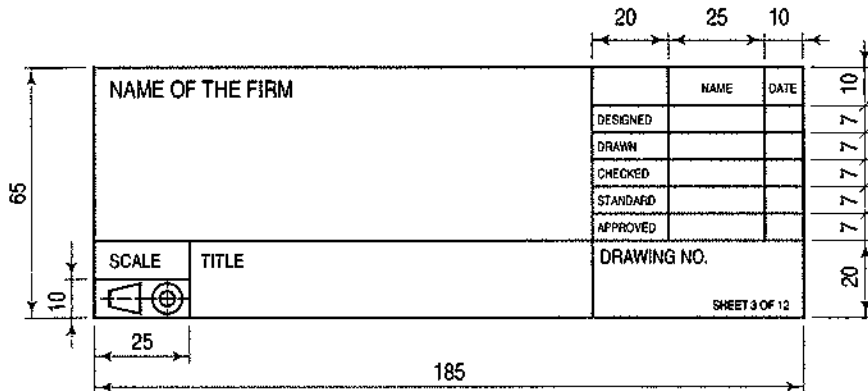 20 25 10
NAME OF THE FIRM
NAME DATE
10
DESIGNED
7
DRAWN
7
CHECKED
7
STANDARD
7
APPROVED
7
65
SCALE TITLE
DRAWING NO.
10
20
SHEET 3 OF 12
25
185